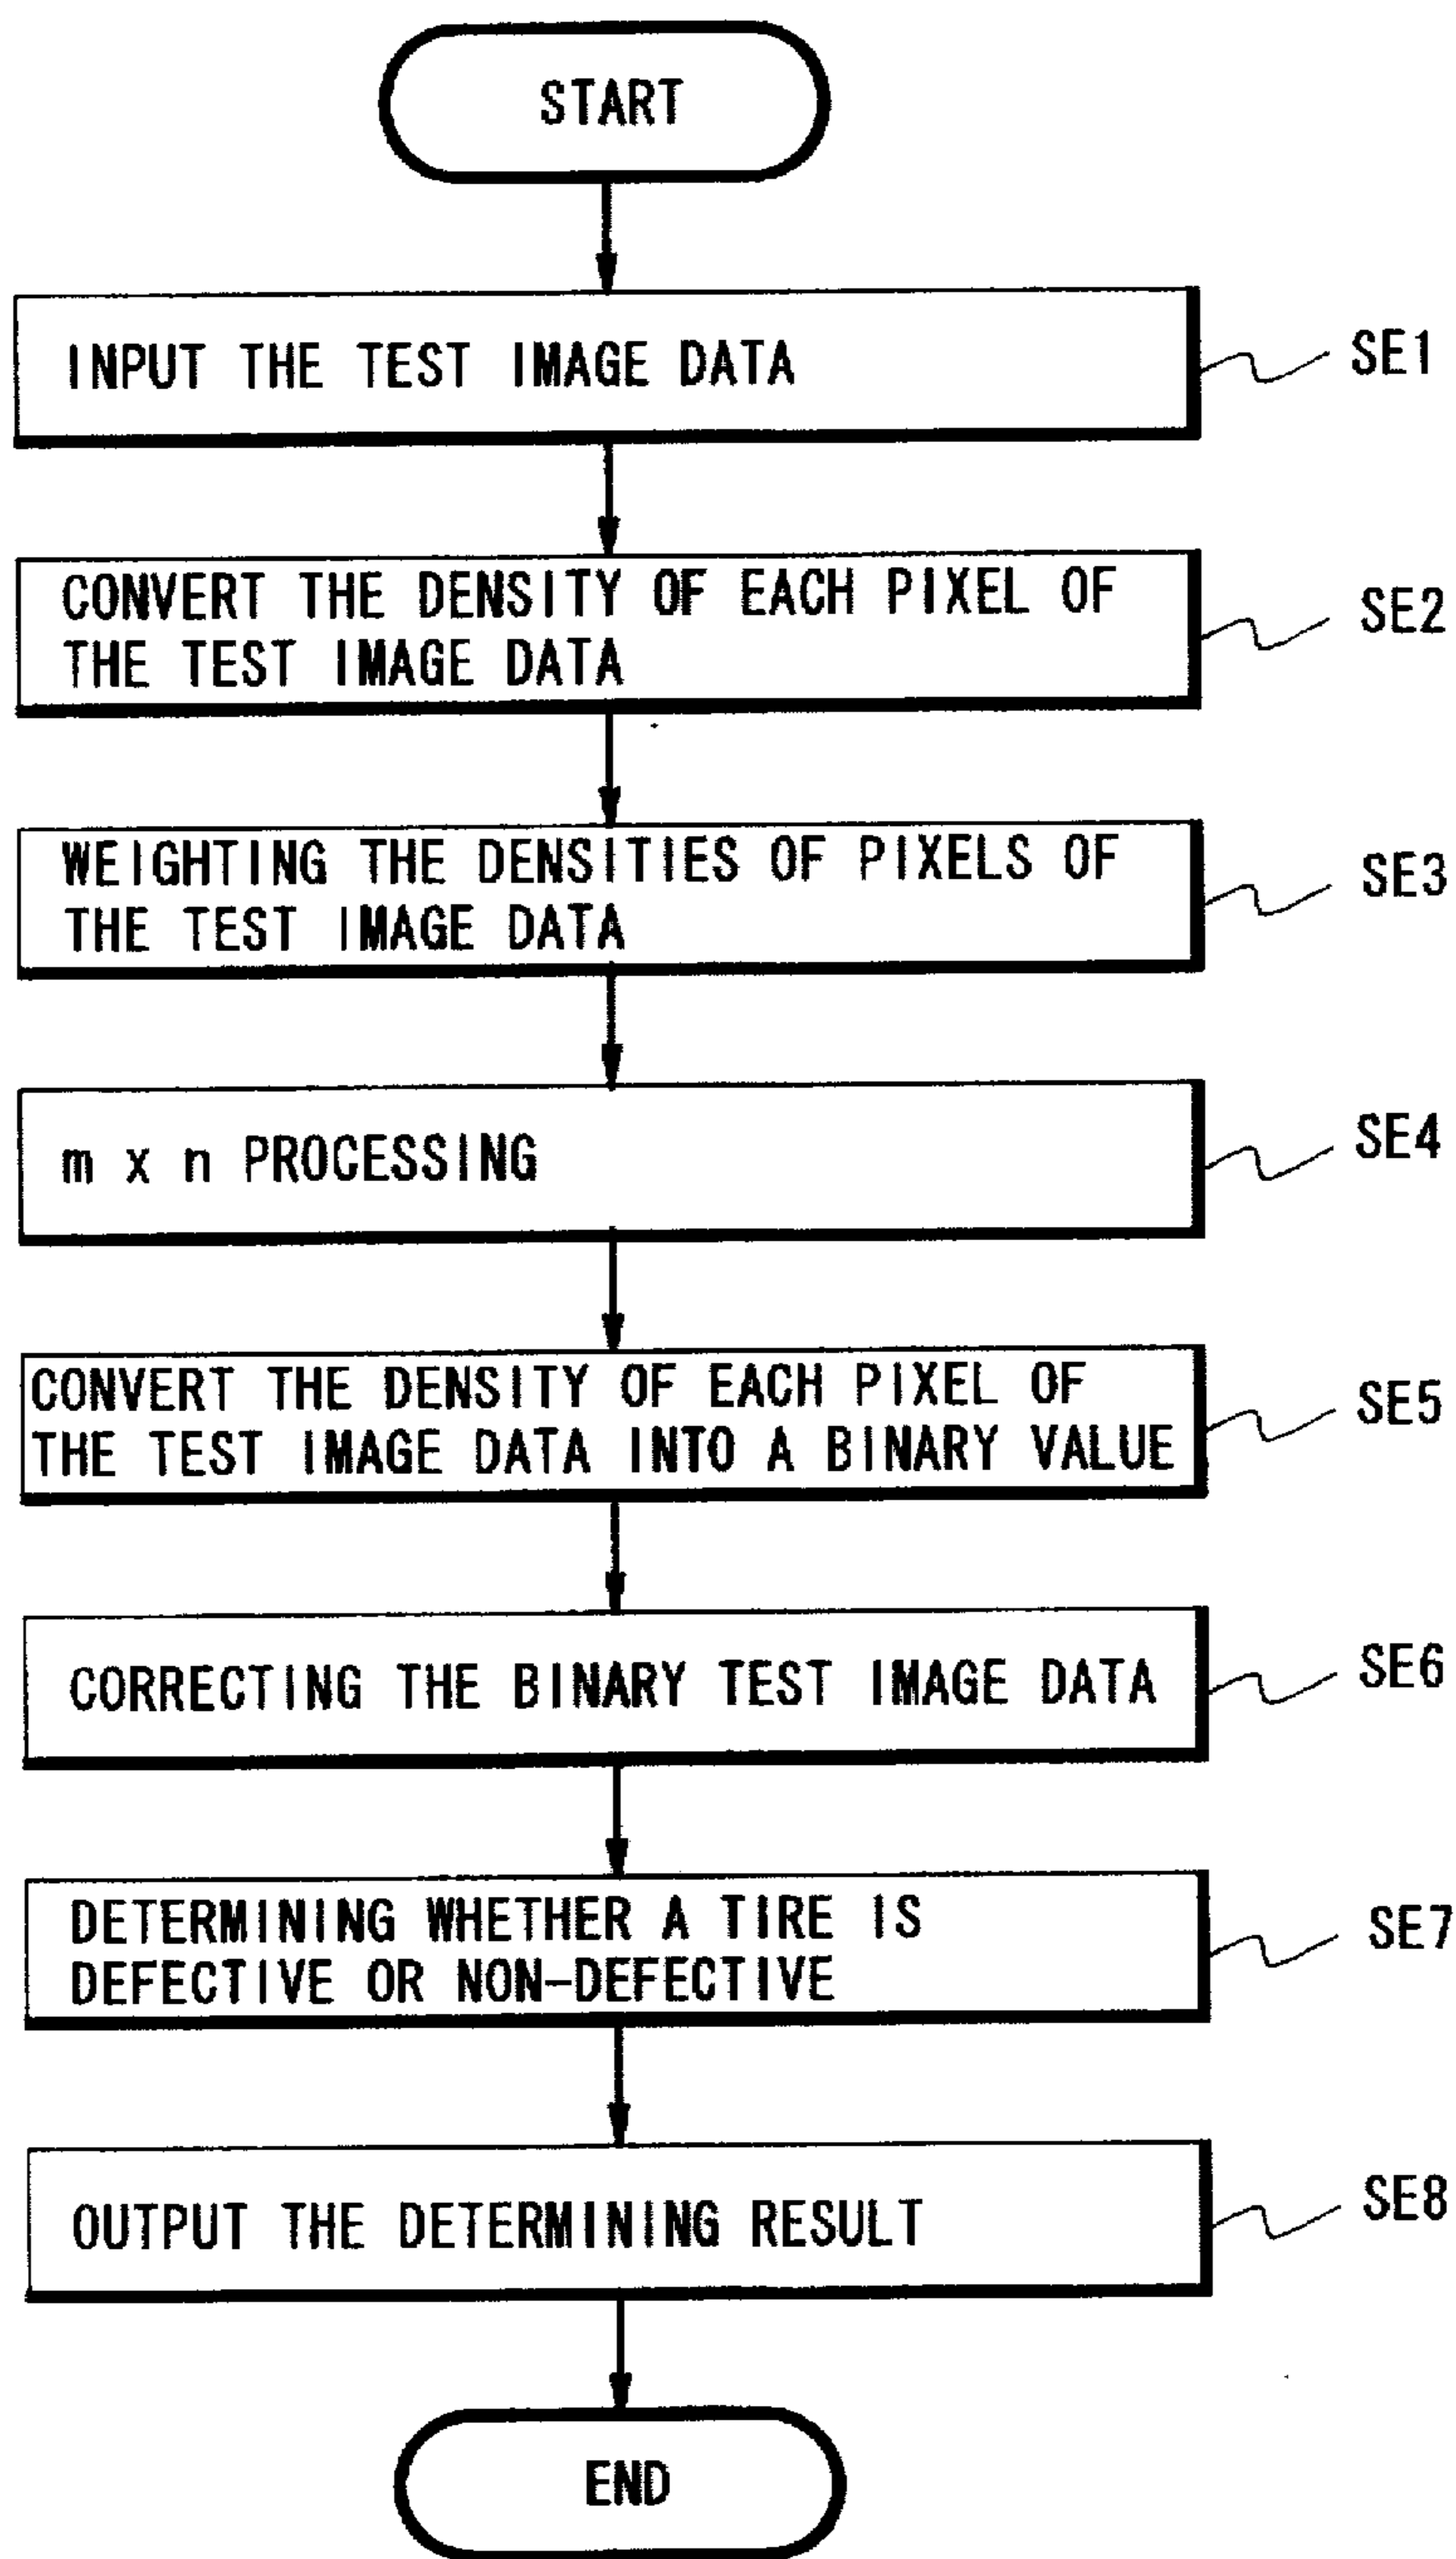 START
INPUT THE TEST IMAGE DATA
SE1
CONVERT THE DENSITY OF EACH PIXEL OF
THE TEST IMAGE DATA
SE2
WEIGHTING THE DENSITIES OF PIXELS OF
THE TEST IMAGE DATA
SE3
m x n PROCESSING
SE4
CONVERT THE DENSITY OF EACH PIXEL OF
THE TEST IMAGE DATA INTO A BINARY VALUE
SE5
CORRECTING THE BINARY TEST IMAGE DATA
SE6
DETERMINING WHETHER A TIRE IS
DEFECTIVE OR NON-DEFECTIVE
SE7
OUTPUT THE DETERMINING RESULT
SE8
END